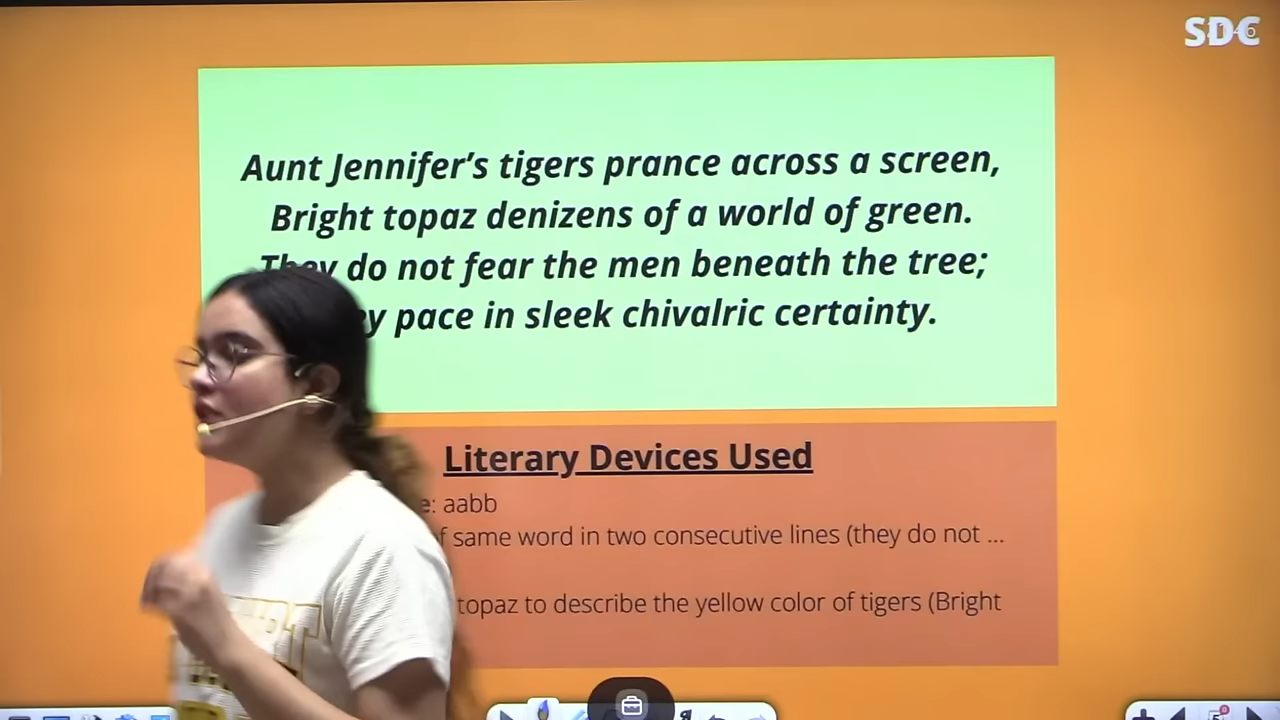 SDC
Aunt Jennifer's tigers prance across a screen,
Bright topaz denizens of a world of green.
They do not fear the men beneath the tree;
pace in sleek chivalric certainty.
Literary Devices Used
aabb
same word in two consecutive lines (they do not ...
topaz to describe the yellow color of tigers (Bright